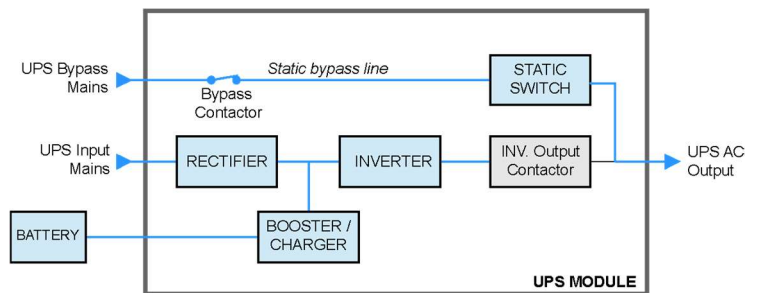 UPS Bypass
Mains
Static bypass line
Bypass
Contactor
STATIC
SWITCH
UPS Input
Mains
RECTIFIER
INVERTER
INV. Output
Contactor
UPS AC
Output
BATTERY
BOOSTER /
CHARGER
UPS MODULE